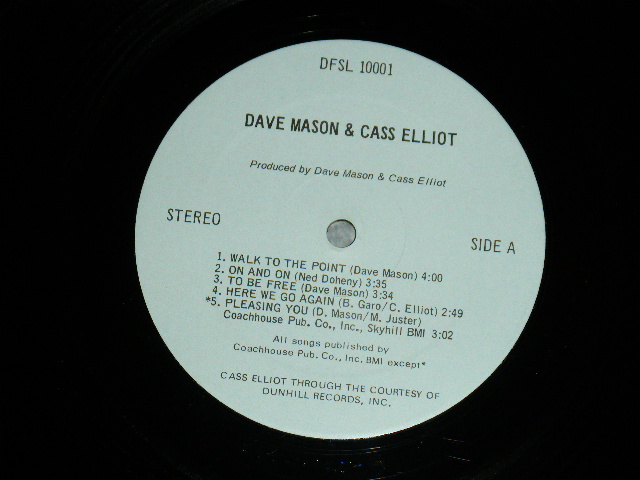 DFSL 10001
DAVE MASON & CASS ELLIOT
Produced by Dave Mason & Cass Elliot
STEREO
SIDE A
1. WALK TO THE POINT (Dave Mason) 4:00
2. ON AND ON (Ned Doheny) 3:35
3. TO BE FREE (Dave Mason) 3:34
4. HERE WE GO AGAIN (B. Garo/C. Elliot) 2:49
*5. PLEASING YOU (D. Mason/M. Juster)
Coachhouse Pub. Co., Inc., Skyhill BMI 3:02
All songs published by
Coachhouse Pub. Co., Inc. BMI except*
CASS ELLIOT THROUGH THE COURTESY OF
DUNHILL RECORDS, INC.